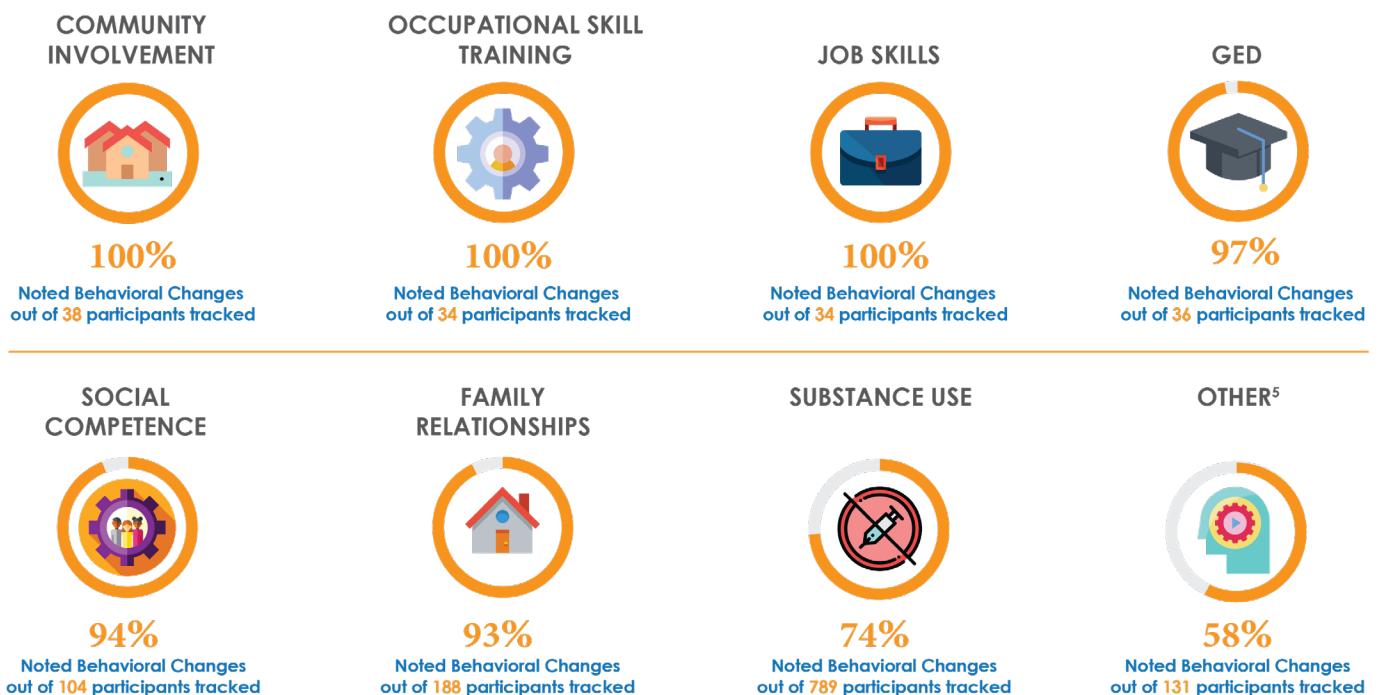 COMMUNITY
INVOLVEMENT
100%
Noted Behavioral Changes
out of 38 participants tracked
OCCUPATIONAL SKILL
TRAINING
100%
Noted Behavioral Changes
out of 34 participants tracked
JOB SKILLS
100%
Noted Behavioral Changes
out of 34 participants tracked
GED
97%
Noted Behavioral Changes
out of 36 participants tracked
SOCIAL
COMPETENCE
94%
Noted Behavioral Changes
out of 104 participants tracked
FAMILY
RELATIONSHIPS
93%
Noted Behavioral Changes
out of 188 participants tracked
SUBSTANCE USE
74%
Noted Behavioral Changes
out of 789 participants tracked
OTHER⁵
58%
Noted Behavioral Changes
out of 131 participants tracked